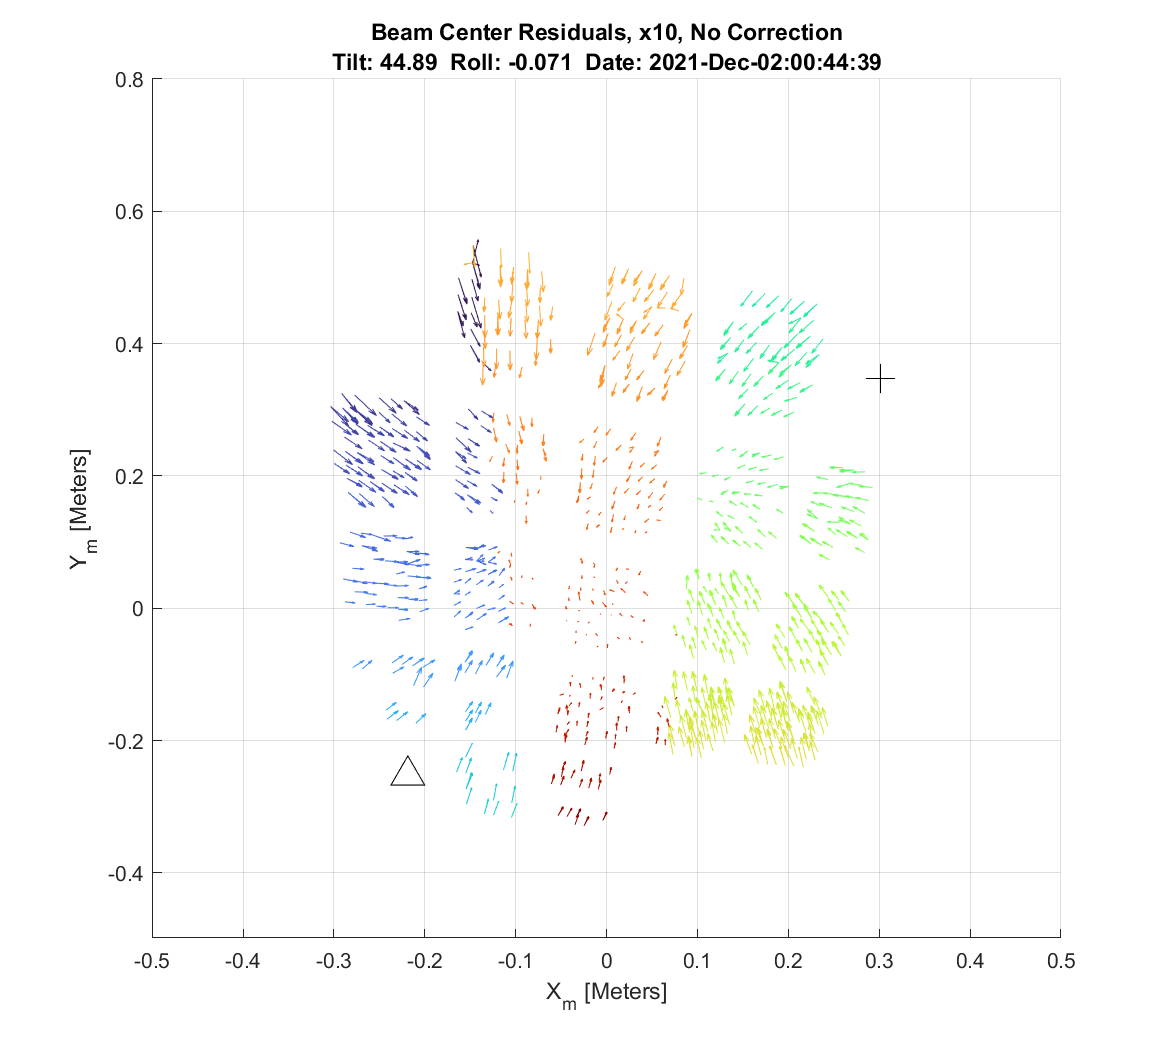 Beam Center Residuals, x10, No Correction
Tilt: 44.89 Roll: -0.071 Date: 2021-Dec-02:00:44:39
0.8
0.6
0.4
0.2
0
-0.2
-0.4
Y_m [Meters]
-0.5 -0.4 -0.3 -0.2 -0.1 0 0.1 0.2 0.3 0.4 0.5
X_m [Meters]